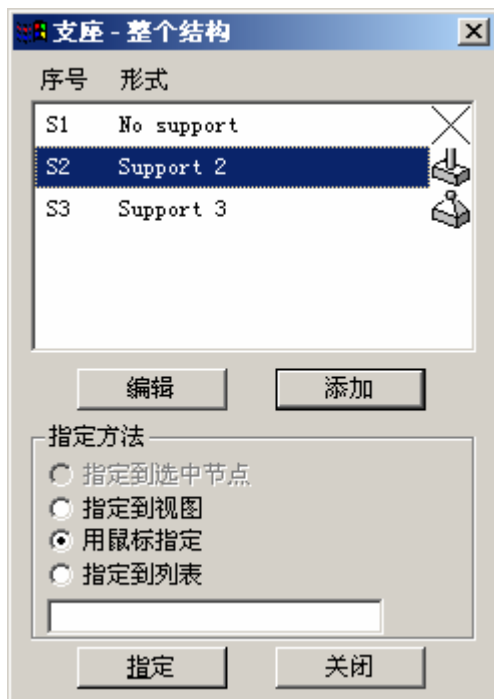 支座 - 整个结构
序号 形式
S1 No support
S2 Support 2
S3 Support 3
编辑 添加
指定方法
指定到选中节点
指定到视图
用鼠标指定
指定到列表
指定 关闭